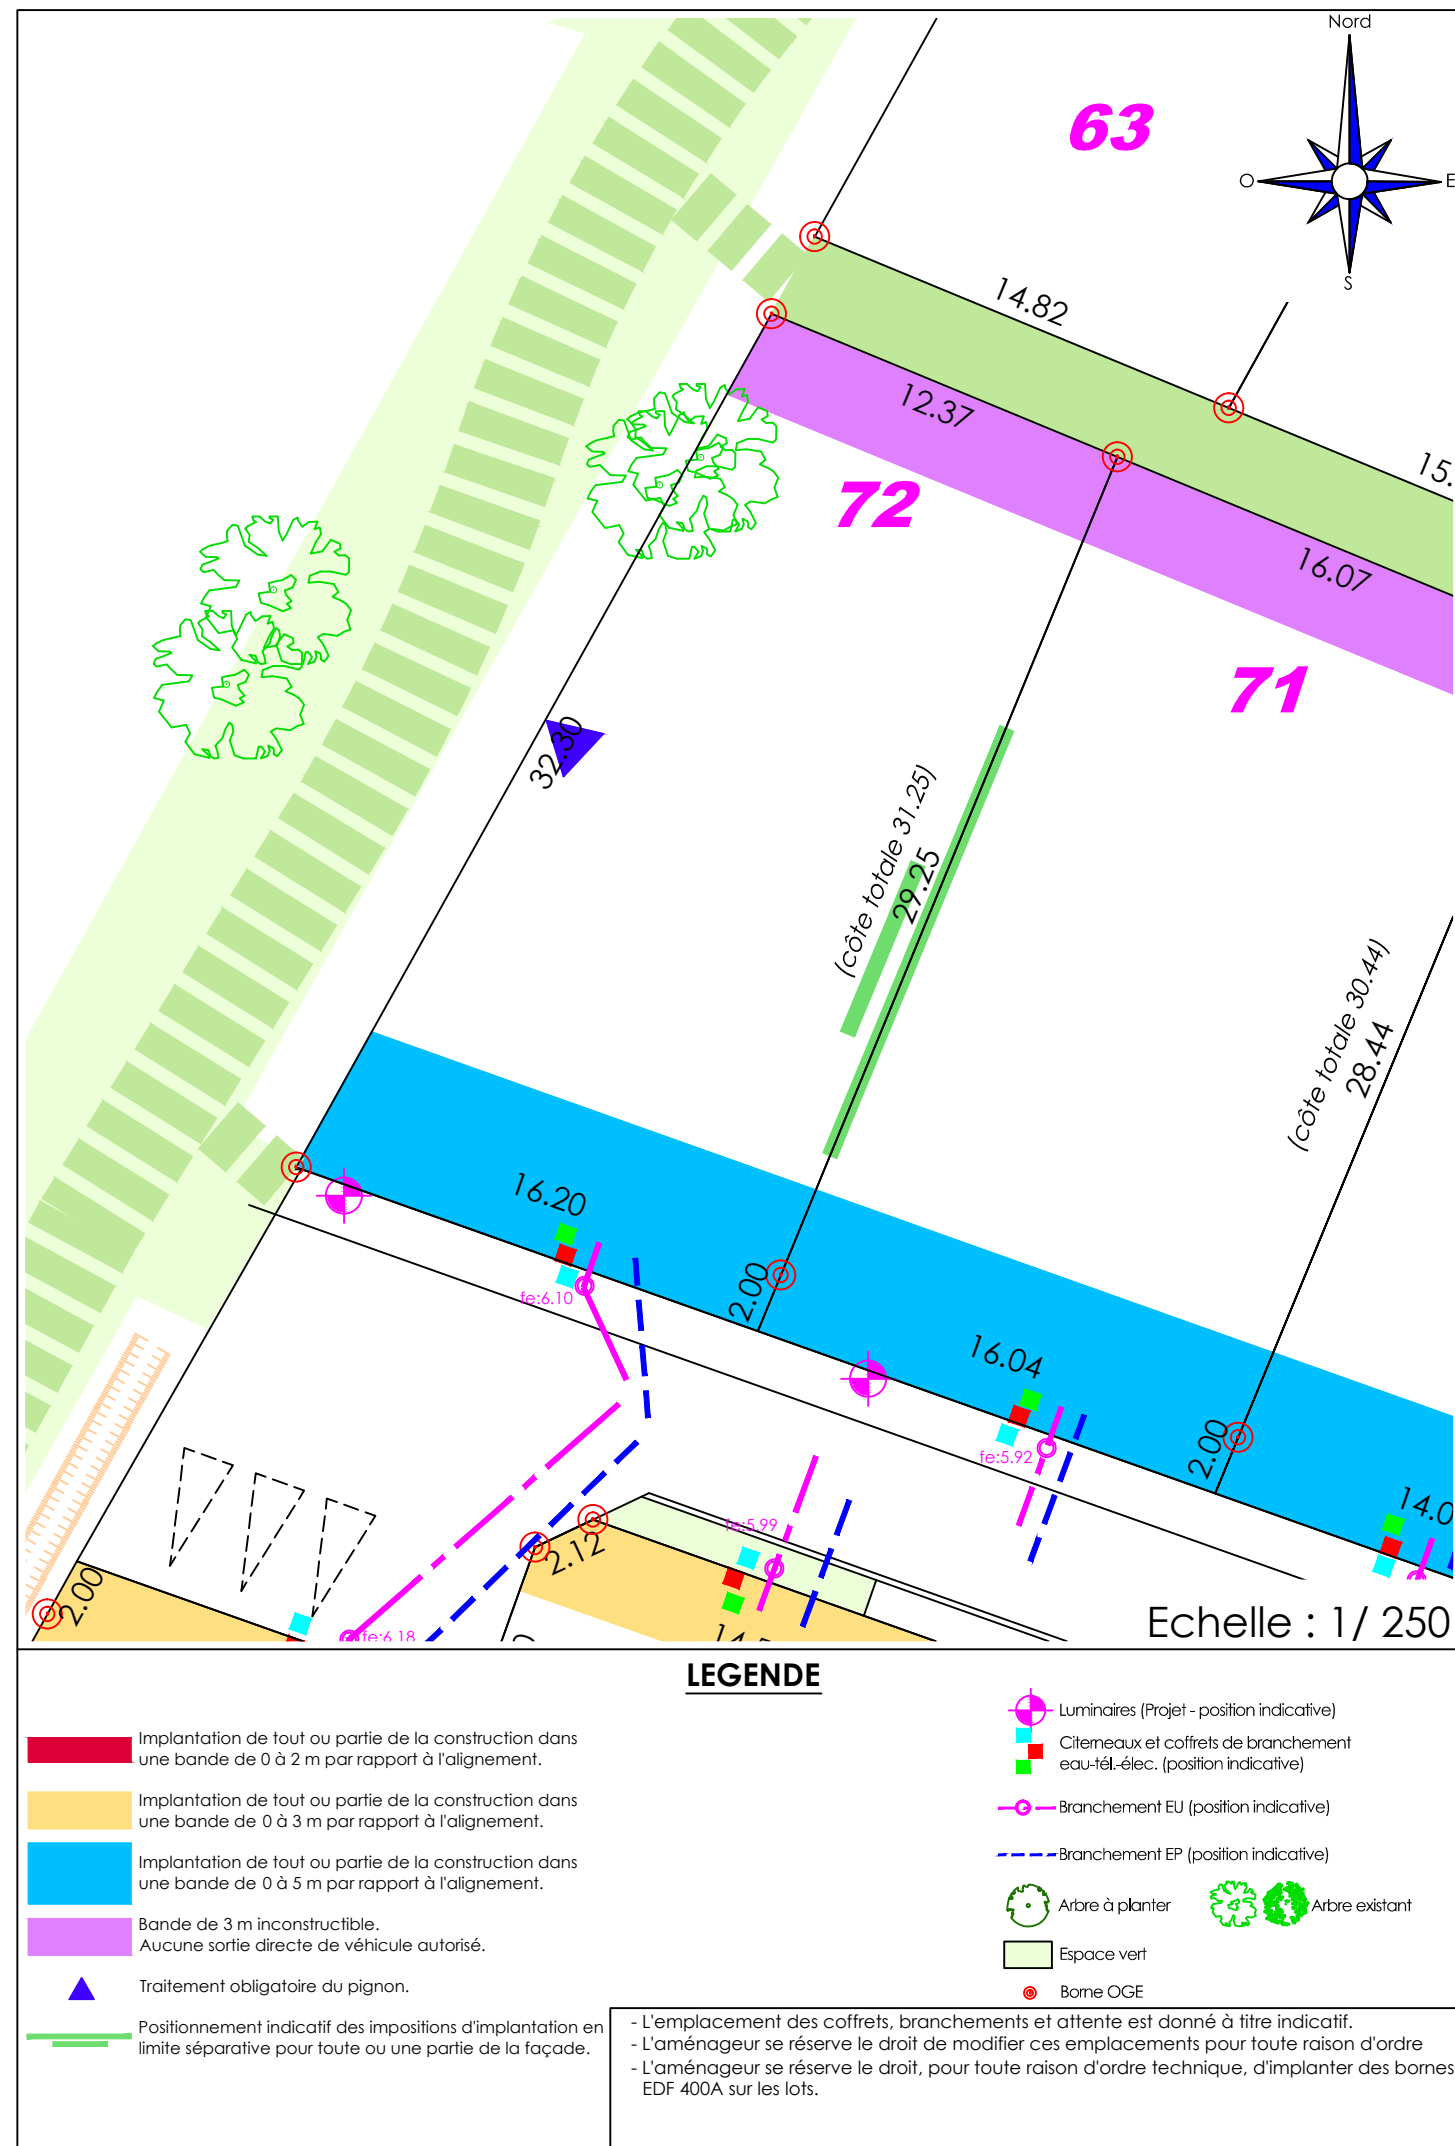 Nord
63
O
E
S
14.82
12.37
15.
72
16.07
71
32.30
(côte totale 31.25)
29.25
(côte totale 30.44)
28.44
16.20
fe:6.10
2.00
16.04
fe:5.92
2.00
14.0
fe:5.99
2.12
2.00
fe:6.18
Echelle : 1/ 250
LEGENDE
Implantation de tout ou partie de la construction dans
une bande de 0 à 2 m par rapport à l'alignement.
Implantation de tout ou partie de la construction dans
une bande de 0 à 3 m par rapport à l'alignement.
Implantation de tout ou partie de la construction dans
une bande de 0 à 5 m par rapport à l'alignement.
Bande de 3 m inconstructible.
Aucune sortie directe de véhicule autorisé.
Traitement obligatoire du pignon.
Positionnement indicatif des impositions d'implantation en
limite séparative pour toute ou une partie de la façade.
Luminaires (Projet - position indicative)
Citerneaux et coffrets de branchement
eau-tél.-élec. (position indicative)
Branchement EU (position indicative)
Branchement EP (position indicative)
Arbre à planter
Arbre existant
Espace vert
Borne OGE
- L'emplacement des coffrets, branchements et attente est donné à titre indicatif.
- L'aménageur se réserve le droit de modifier ces emplacements pour toute raison d'ordre
- L'aménageur se réserve le droit, pour toute raison d'ordre technique, d'implanter des bornes
EDF 400A sur les lots.